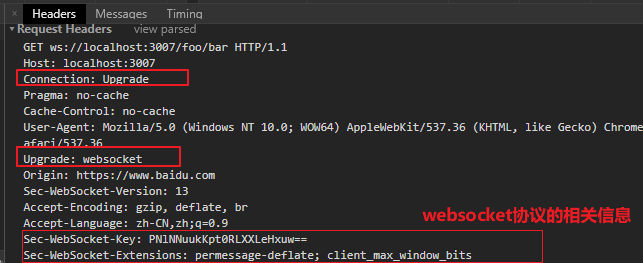 × Headers Messages Timing
▼ Request Headers view parsed
GET ws://localhost:3007/foo/bar HTTP/1.1
Host: localhost:3007
Connection: Upgrade
Pragma: no-cache
Cache-Control: no-cache
User-Agent: Mozilla/5.0 (Windows NT 10.0; WOW64) AppleWebKit/537.36 (KHTML, like Gecko) Chrome
afari/537.36
Upgrade: websocket
Origin: https://www.baidu.com
Sec-WebSocket-Version: 13
Accept-Encoding: gzip, deflate, br
Accept-Language: zh-CN,zh;q=0.9
websocket协议的相关信息
Sec-WebSocket-Key: PNlNNuukKpt0RLXXLeHxuw==
Sec-WebSocket-Extensions: permessage-deflate; client_max_window_bits